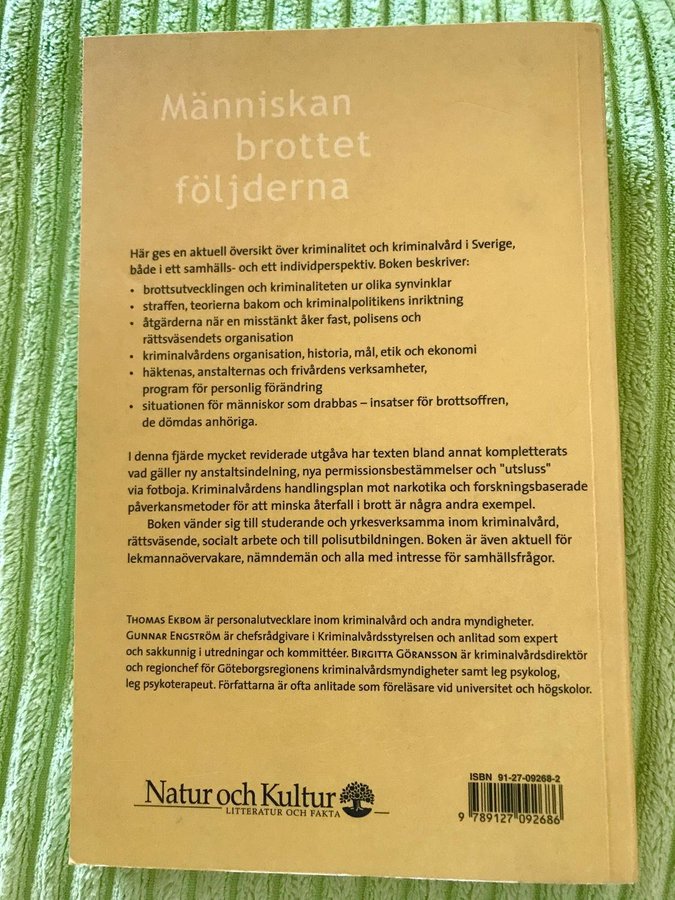 Människan
brottet
följderna
Här ges en aktuell översikt över kriminalitet och kriminalvård i Sverige,
både i ett samhälls- och ett individperspektiv. Boken beskriver:
• brottsutvecklingen och kriminaliteten ur olika synvinklar
• straffen, teorierna bakom och kriminalpolitikens inriktning
• åtgärderna när en misstänkt åker fast, polisens och
rättsväsendets organisation
• kriminalvårdens organisation, historia, mål, etik och ekonomi
• häktenas, anstalternas och frivårdens verksamheter,
program för personlig förändring
• situationen för människor som drabbas – insatser för brottsoffren,
de dömdas anhöriga.
I denna fjärde mycket reviderade utgåva har texten bland annat kompletterats
vad gäller ny anstaltsindelning, nya permissionsbestämmelser och "utsluss"
via fotboja. Kriminalvårdens handlingsplan mot narkotika och forskningsbaserade
påverkansmetoder för att minska återfall i brott är några andra exempel.
Boken vänder sig till studerande och yrkesverksamma inom kriminalvård,
rättsväsende, socialt arbete och till polisutbildningen. Boken är även aktuell för
lekmannaövervakare, nämndemän och alla med intresse för samhällsfrågor.
THOMAS EKBOM är personalutvecklare inom kriminalvård och andra myndigheter.
GUNNAR ENGSTRÖM är chefsrådgivare i Kriminalvårdsstyrelsen och anlitad som expert
och sakkunnig i utredningar och kommittéer. BIRGITTA GÖRANSSON är kriminalvårdsdirektör
och regionchef för Göteborgsregionens kriminalvårdsmyndigheter samt leg psykolog,
leg psykoterapeut. Författarna är ofta anlitade som föreläsare vid universitet och högskolor.
Natur och Kultur
LITTERATUR OCH FAKTA
ISBN 91-27-09268-2
9 789127 092686